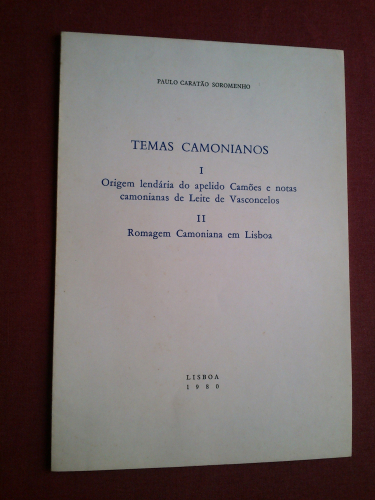 PAULO CARATÃO SOROMENHO
TEMAS CAMONIANOS
I
Origem lendária do apelido Camões e notas
camonianas de Leite de Vasconcelos
II
Romagem Camoniana em Lisboa
LISBOA
1980